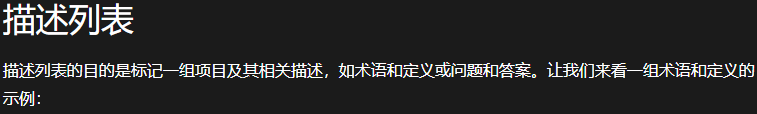 描述列表
描述列表的目的是标记一组项目及其相关描述，如术语和定义或问题和答案。让我们来看一组术语和定义的
示例：